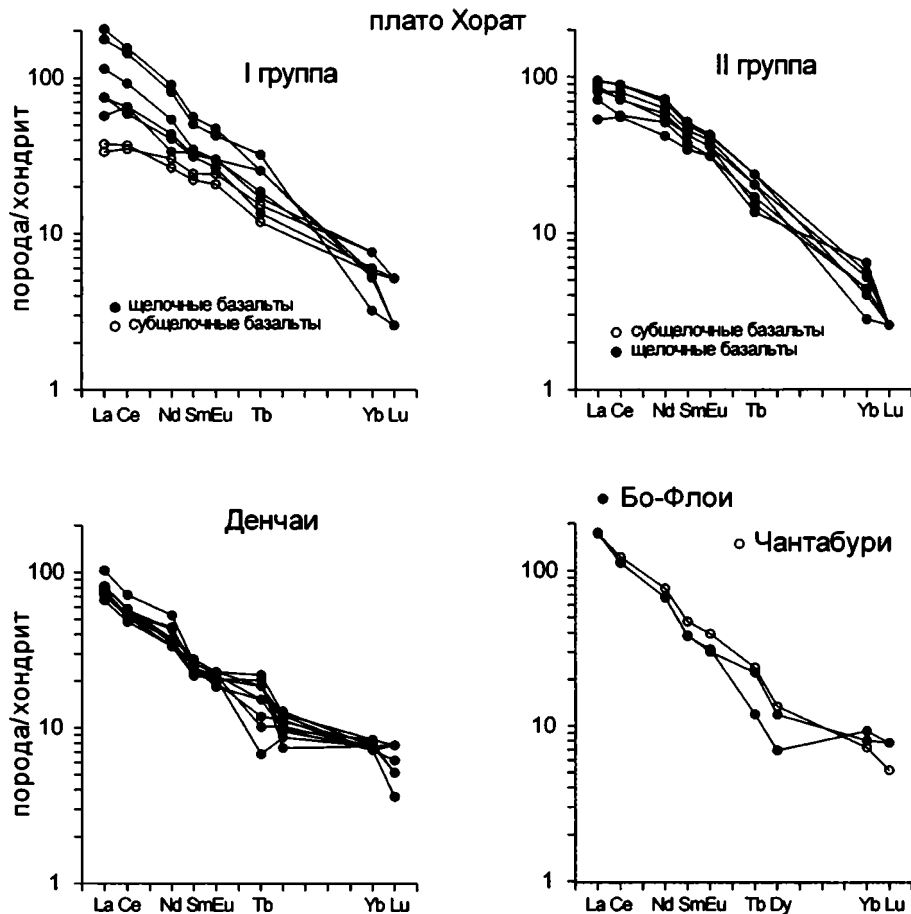 плато Хорат
I группа
порода/хондрит
100
10
1
● щелочные базальты
○ субщелочные базальты
La Ce Nd Sm Eu Tb Yb Lu
II группа
100
10
1
○ субщелочные базальты
● щелочные базальты
La Ce Nd Sm Eu Tb Yb Lu
Денчаи
порода/хондрит
100
10
1
La Ce Nd Sm Eu Tb Yb Lu
● Бо-Флои
○ Чантабури
100
10
1
La Ce Nd Sm Eu Tb Dy Yb Lu